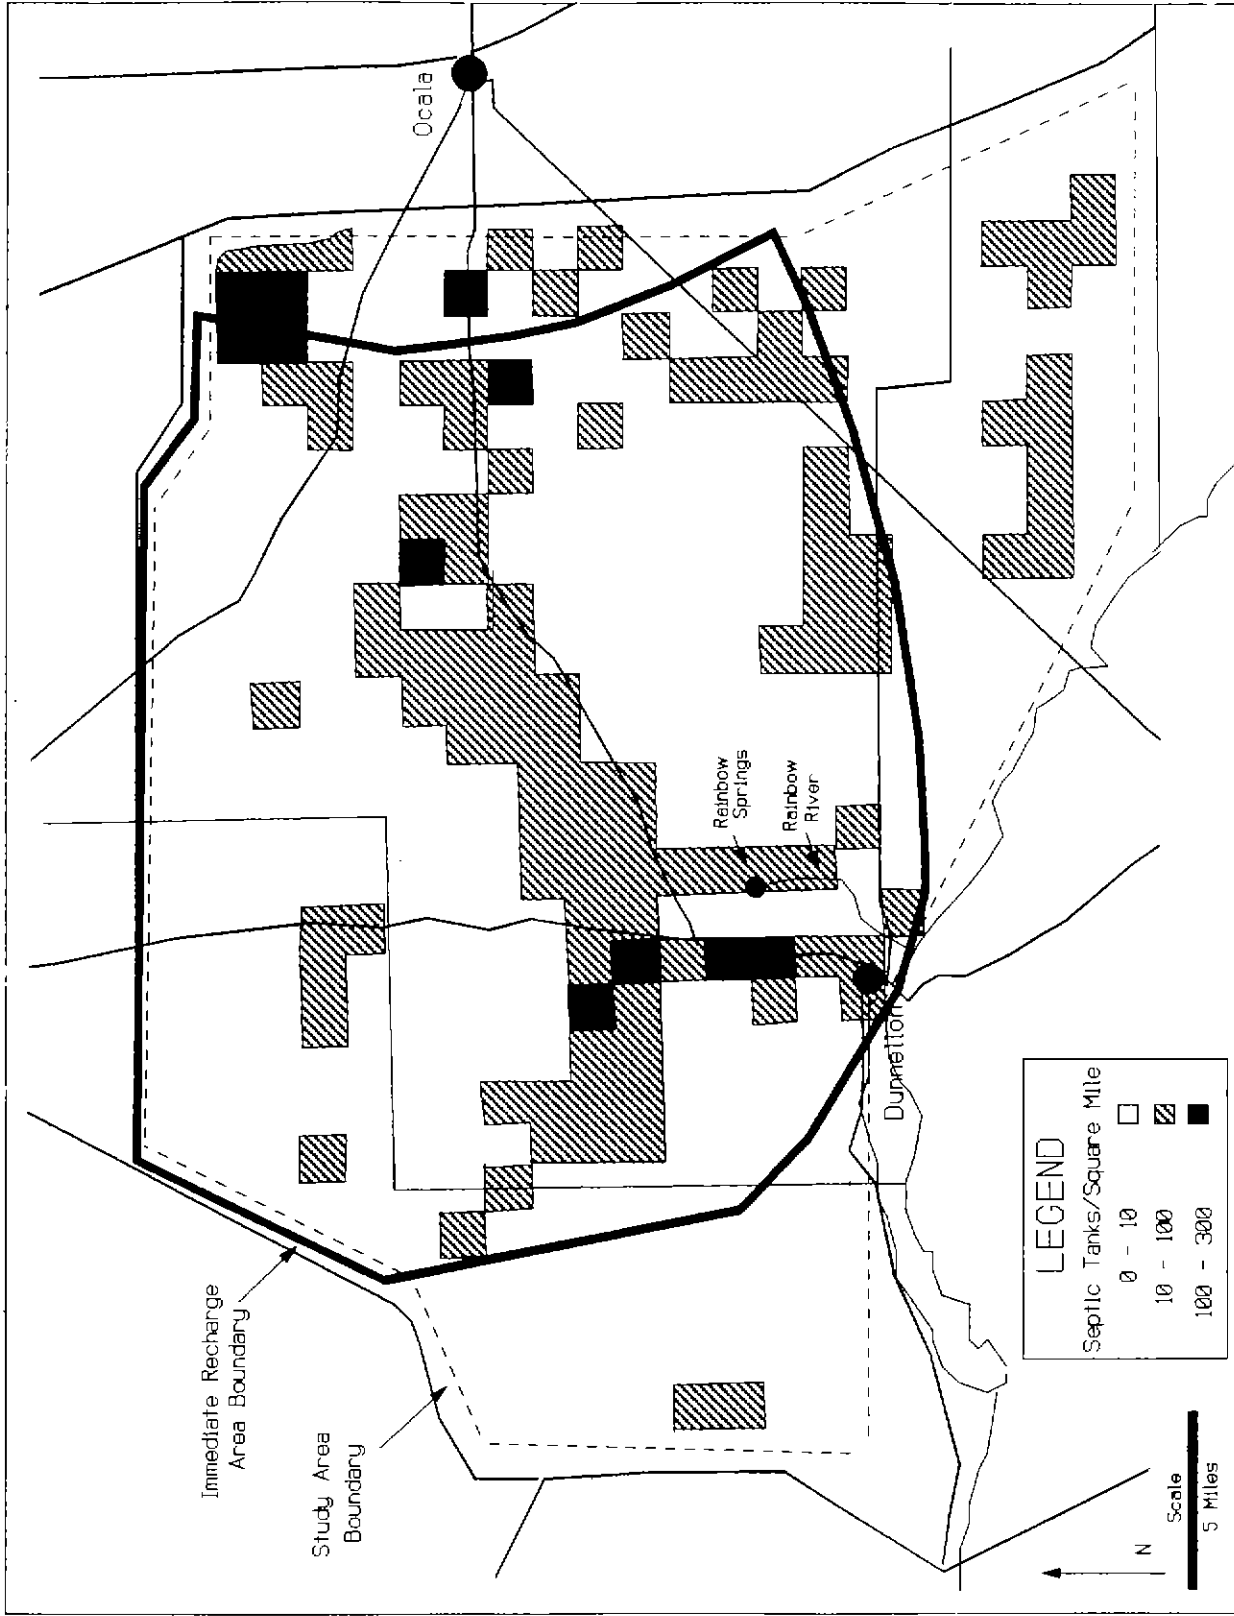 Immediate Recharge
Area Boundary
Study Area
Boundary
Ocala
Rainbow
Springs
Rainbow
River
Dunnellon
LEGEND
Septic Tanks/Square Mile
0 - 10
10 - 100
100 - 300
N
Scale
5 Miles